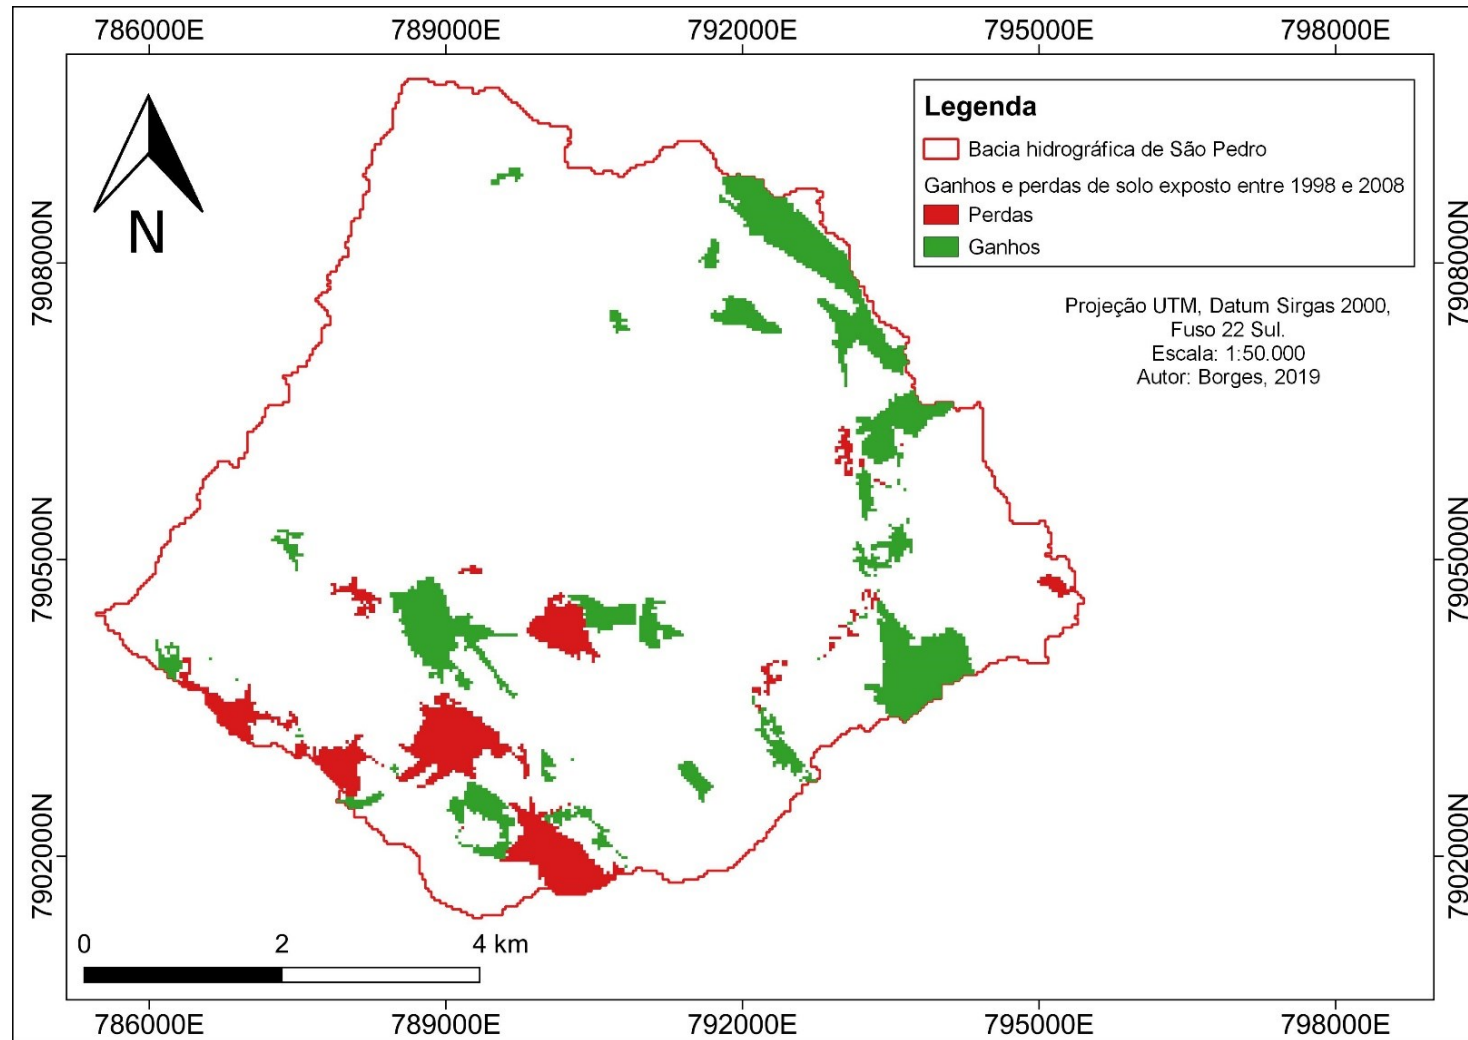 786000E 789000E 792000E 795000E 798000E
N
Legenda
Bacia hidrográfica de São Pedro
Ganhos e perdas de solo exposto entre 1998 e 2008
Perdas
Ganhos
Projeção UTM, Datum Sirgas 2000,
Fuso 22 Sul.
Escala: 1:50.000
Autor: Borges, 2019
7908000N 7908000N
7905000N 7905000N
7902000N 7902000N
0 2 4 km
786000E 789000E 792000E 795000E 798000E